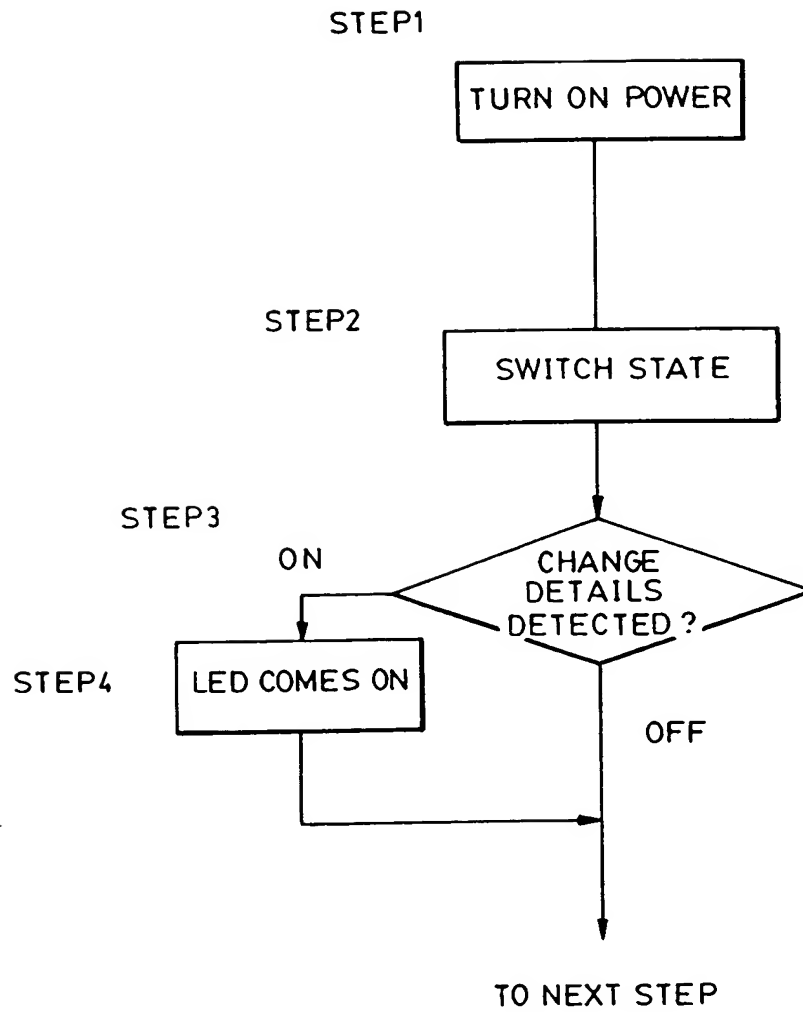 STEP1
TURN ON POWER
STEP2
SWITCH STATE
STEP3
ON
CHANGE
DETAILS
DETECTED?
STEP4
LED COMES ON
OFF
TO NEXT STEP